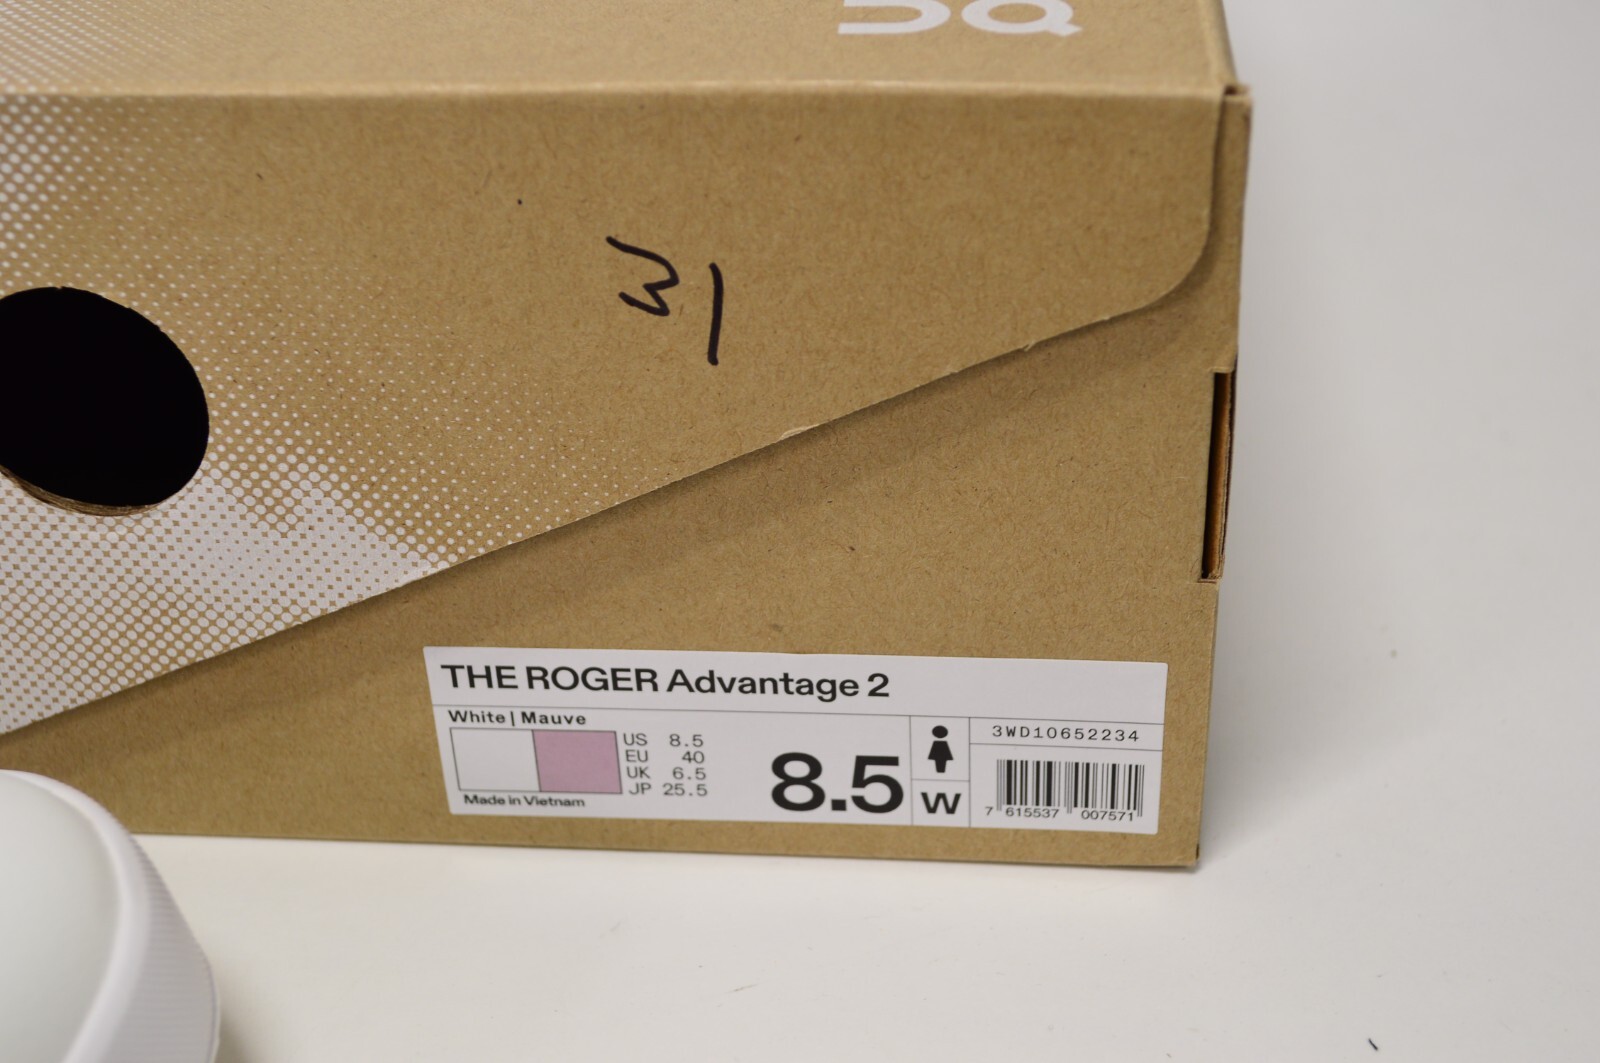 THE ROGER Advantage 2
White | Mauve
US 8.5
EU 40
UK 6.5
JP 25.5
Made in Vietnam
8.5
W
3WD10652234
7 615537 007571